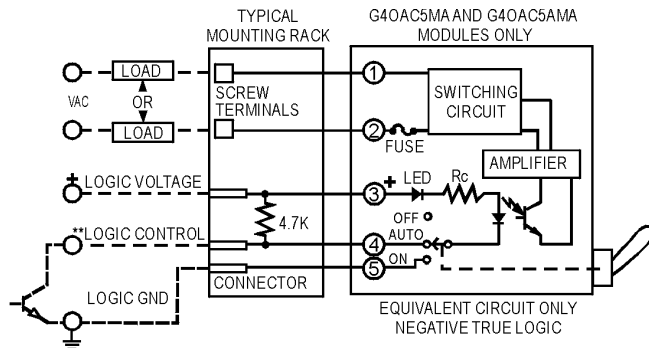 TYPICAL
MOUNTING RACK
G4OAC5MA AND G4OAC5AMA
MODULES ONLY
LOAD
VAC
OR
LOAD
SCREW
TERMINALS
1
2
FUSE
SWITCHING
CIRCUIT
AMPLIFIER
+ LOGIC VOLTAGE
3
+
LED
Rc
4.7K
OFF
**LOGIC CONTROL
4
AUTO
5
ON
LOGIC GND
CONNECTOR
EQUIVALENT CIRCUIT ONLY
NEGATIVE TRUE LOGIC